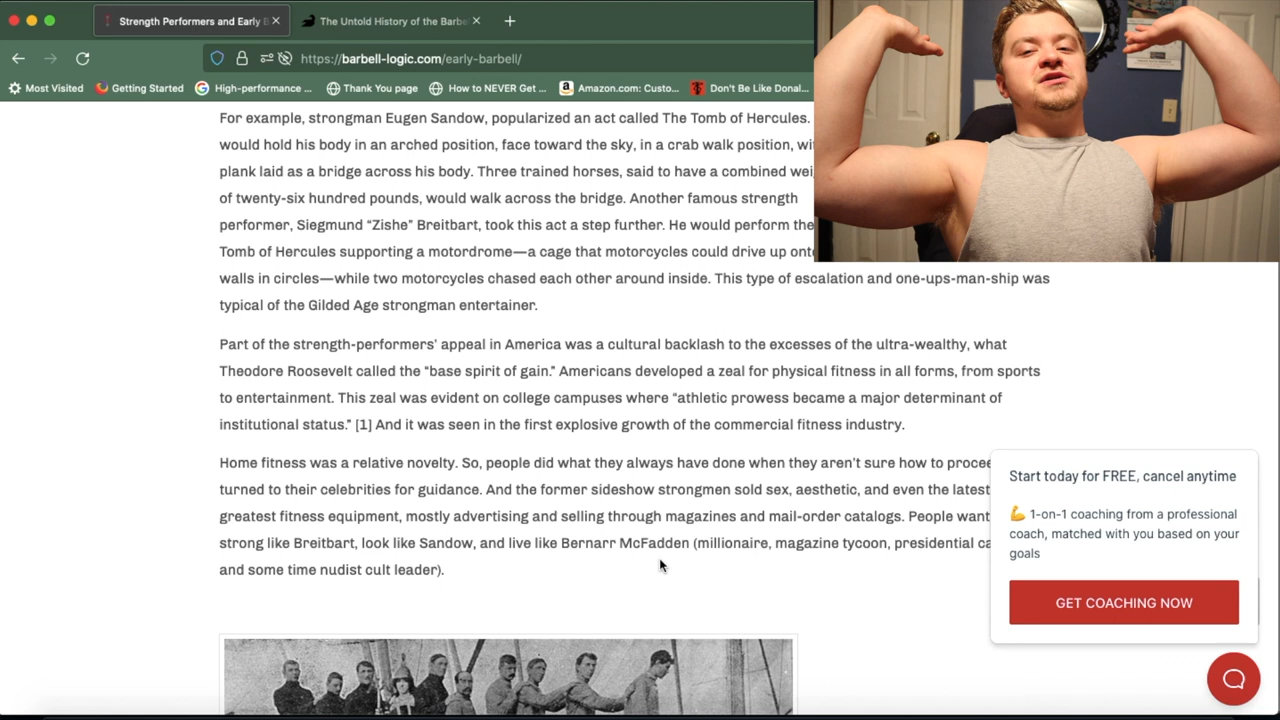 Strength Performers and Early B
The Untold History of the Barbe
https://barbell-logic.com/early-barbell/
Most Visited
Getting Started
High-performance ...
Thank You page
How to NEVER Get ...
Amazon.com: Custo...
Don't Be Like Donal...
For example, strongman Eugen Sandow, popularized an act called The Tomb of Hercules.
would hold his body in an arched position, face toward the sky, in a crab walk position,
plank laid as a bridge across his body. Three trained horses, said to have a combined
of twenty-six hundred pounds, would walk across the bridge. Another famous strength
performer, Siegmund “Zishe” Breitbart, took this act a step further. He would perform the
Tomb of Hercules supporting a motordrome—a cage that motorcycles could drive up
walls in circles—while two motorcycles chased each other around inside. This type of escalation and one-ups-man-ship was
typical of the Gilded Age strongman entertainer.
Part of the strength-performers’ appeal in America was a cultural backlash to the excesses of the ultra-wealthy, what
Theodore Roosevelt called the “base spirit of gain.” Americans developed a zeal for physical fitness in all forms, from sports
to entertainment. This zeal was evident on college campuses where “athletic prowess became a major determinant of
institutional status.” [1] And it was seen in the first explosive growth of the commercial fitness industry.
Home fitness was a relative novelty. So, people did what they always have done when they aren’t sure how to
turned to their celebrities for guidance. And the former sideshow strongmen sold sex, aesthetic, and even the latest
greatest fitness equipment, mostly advertising and selling through magazines and mail-order catalogs. People
strong like Breitbart, look like Sandow, and live like Bernarr McFadden (millionaire, magazine tycoon, presidential
and some time nudist cult leader).
Start today for FREE, cancel anytime
💪 1-on-1 coaching from a professional
coach, matched with you based on your
goals
GET COACHING NOW